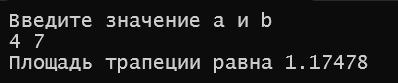 Введите значение a и b
4 7
Площадь трапеции равна 1.17478